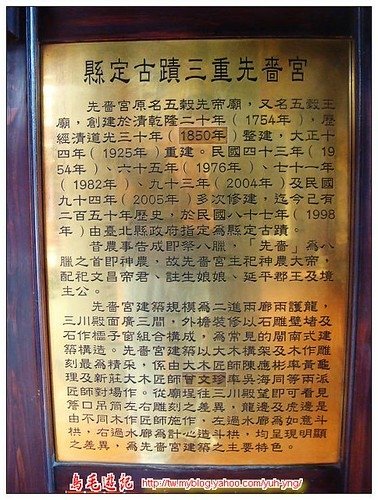 縣定古蹟三重先嗇宮
先嗇宮原名五穀先帝廟，又名五穀王
廟，創建於清乾隆二十年（1754年），歷
經清道光三十年（1850年）整建，大正十
四年（1925年）重建。民國四十三年（19
54年）、六十五年（1976年）、七十一年
（1982年）、九十三年（2004年）及民國
九十四年（2005年）多次修建，迄今已有
二百五十年歷史，於民國八十七年（1998
年）由臺北縣政府指定為縣定古蹟。
昔農事告成即祭八臘，「先嗇」為八
臘之首即神農，故先嗇宮主祀神農大帝，
配祀文昌帝君、註生娘娘、延平郡王及境
主公。
先嗇宮建築規模為二進兩廊兩護龍，
三川殿面廣三間，外檐裝修以石雕壁堵及
石作櫺子窗組合構成，為常見的閩南式建
築構造。先嗇宮建築以大木構架及木作雕
刻最為精采，係由大木匠師陳應彬率黃龜
理及新莊大木匠師曾文珍率吳海同等兩派
匠師對場作。從廟埕往三川殿望即可看見
簷口吊筒左右雕刻之差異，龍邊及虎邊是
由不同木作匠師施作，左過水廊為如意斗
栱，右過水廊為計心造斗栱，均呈現明顯
之差異，為先嗇宮建築之主要特色。
烏毛遊記 http://tw.myblog.yahoo.com/yuh-yng/